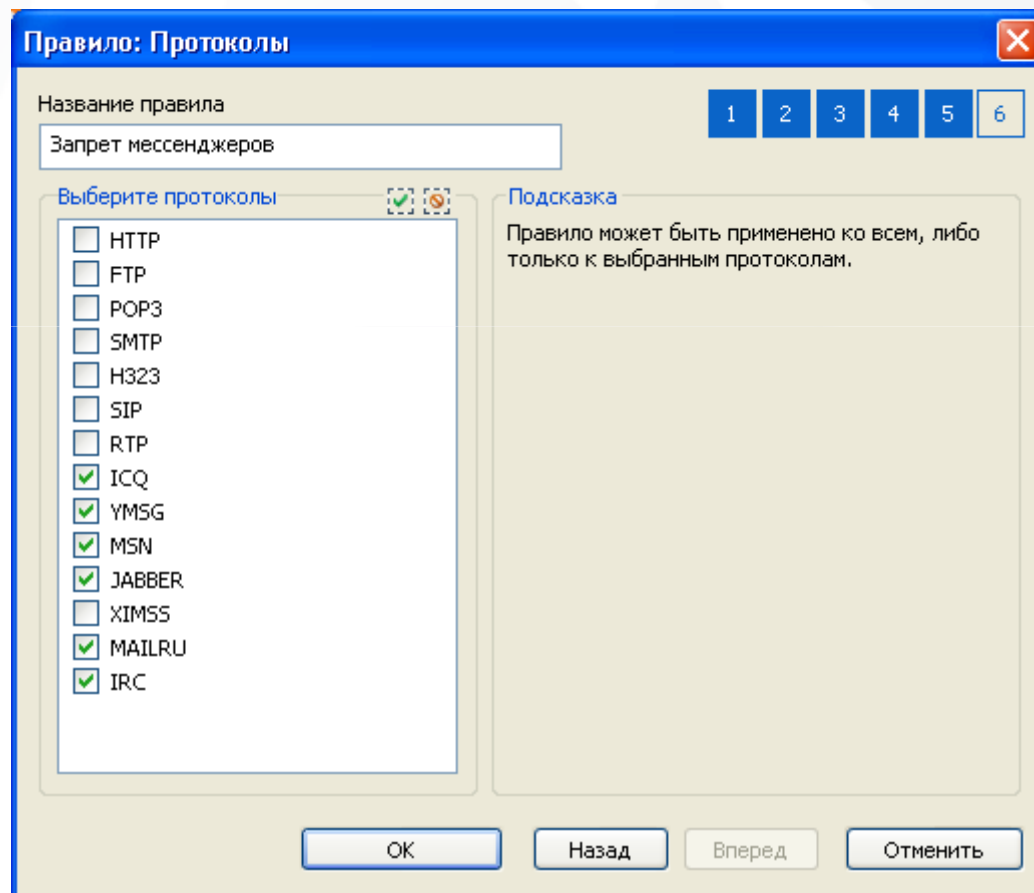 Правило: Протоколы
Название правила
1 2 3 4 5 6
Запрет мессенджеров
Выберите протоколы
HTTP
FTP
POP3
SMTP
H323
SIP
RTP
ICQ
YMSG
MSN
JABBER
XIMSS
MAILRU
IRC
Подсказка
Правило может быть применено ко всем, либо
только к выбранным протоколам.
OK
Назад
Вперед
Отменить